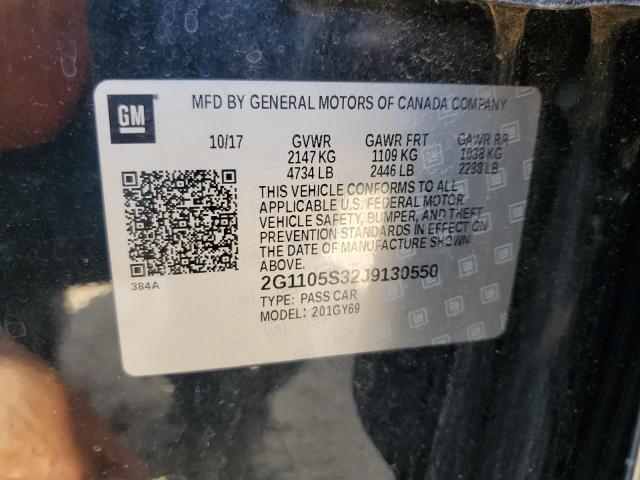 GM
MFD BY GENERAL MOTORS OF CANADA COMPANY
10/17 GVWR GAWR FRT GAWR RR
2147 KG 1109 KG 1038 KG
4734 LB 2446 LB 2288 LB
THIS VEHICLE CONFORMS TO ALL
APPLICABLE U.S. FEDERAL MOTOR
VEHICLE SAFETY, BUMPER, AND THEFT
PREVENTION STANDARDS IN EFFECT ON
THE DATE OF MANUFACTURE SHOWN
ABOVE.
384A
2G1105S32J9130550
TYPE: PASS CAR
MODEL: 201GY69